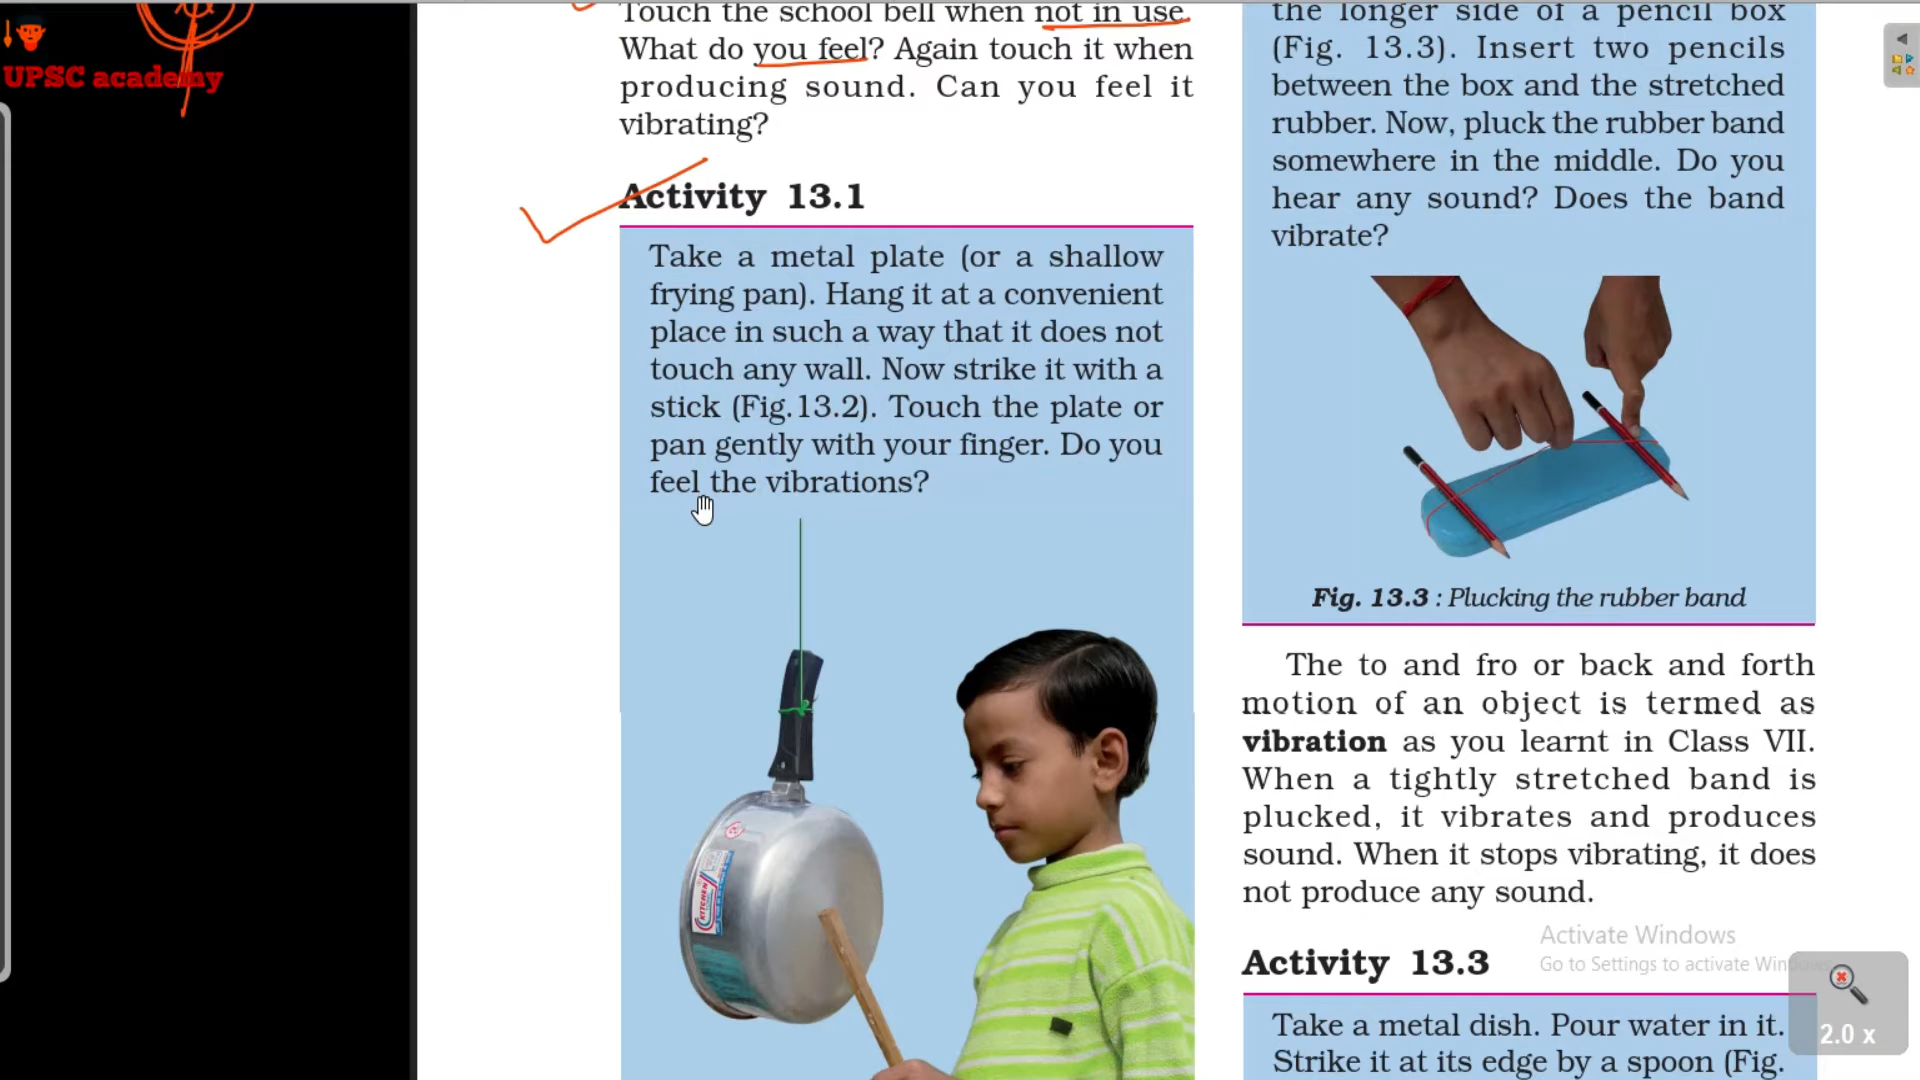 UPSC academy
Touch the school bell when not in use.
What do you feel? Again touch it when
producing sound. Can you feel it
vibrating?
Activity 13.1
Take a metal plate (or a shallow
frying pan). Hang it at a convenient
place in such a way that it does not
touch any wall. Now strike it with a
stick (Fig.13.2). Touch the plate or
pan gently with your finger. Do you
feel the vibrations?
KITCHEN
the longer side of a pencil box
(Fig. 13.3). Insert two pencils
between the box and the stretched
rubber. Now, pluck the rubber band
somewhere in the middle. Do you
hear any sound? Does the band
vibrate?
Fig. 13.3 : Plucking the rubber band
The to and fro or back and forth
motion of an object is termed as
vibration as you learnt in Class VII.
When a tightly stretched band is
plucked, it vibrates and produces
sound. When it stops vibrating, it does
not produce any sound.
Activate Windows
Go to Settings to activate Windows.
Activity 13.3
Take a metal dish. Pour water in it.
Strike it at its edge by a spoon (Fig.
2.0 x